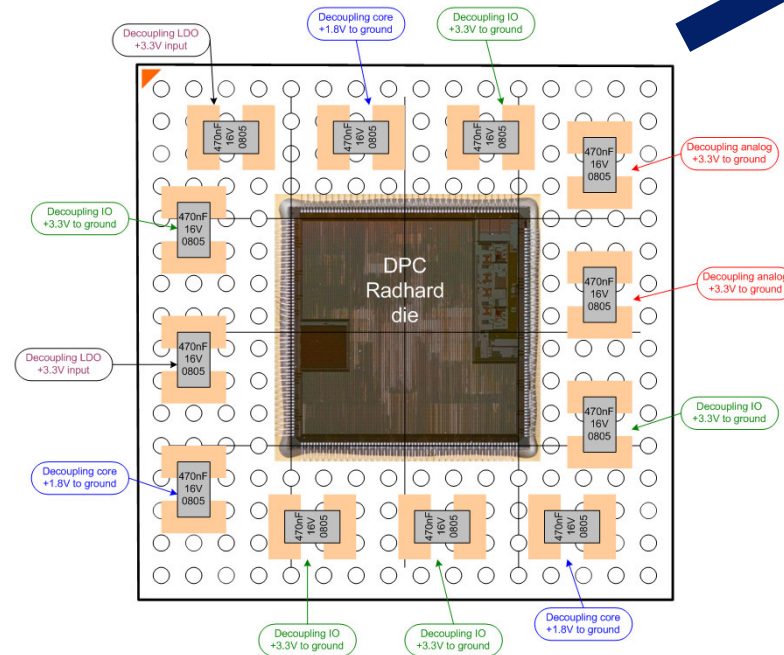 Decoupling LDO
+3.3V input
Decoupling core
+1.8V to ground
Decoupling IO
+3.3V to ground
470nF
16V
0805
470nF
16V
0805
470nF
16V
0805
470nF
16V
0805
Decoupling analog
+3.3V to ground
Decoupling IO
+3.3V to ground
470nF
16V
0805
DPC
Radhard
die
470nF
16V
0805
Decoupling analog
+3.3V to ground
Decoupling LDO
+3.3V input
470nF
16V
0805
470nF
16V
0805
Decoupling IO
+3.3V to ground
Decoupling core
+1.8V to ground
470nF
16V
0805
470nF
16V
0805
470nF
16V
0805
470nF
16V
0805
Decoupling IO
+3.3V to ground
Decoupling IO
+3.3V to ground
Decoupling core
+1.8V to ground